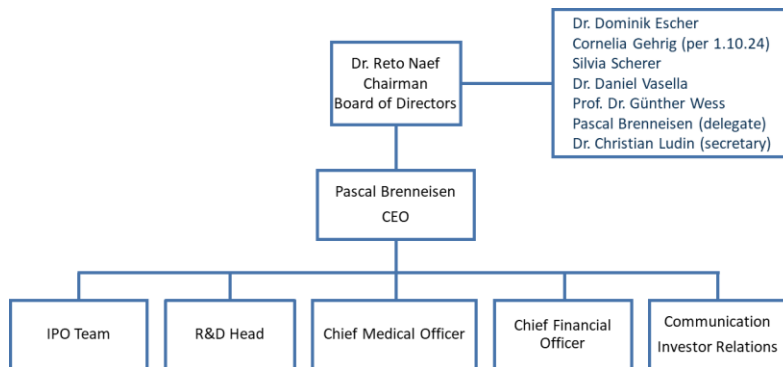 Dr. Dominik Escher
Cornelia Gehrig (per 1.10.24)
Silvia Scherer
Dr. Daniel Vasella
Prof. Dr. Günther Wess
Pascal Brenneisen (delegate)
Dr. Christian Ludin (secretary)
Dr. Reto Naef
Chairman
Board of Directors
Pascal Brenneisen
CEO
IPO Team
R&D Head
Chief Medical Officer
Chief Financial
Officer
Communication
Investor Relations